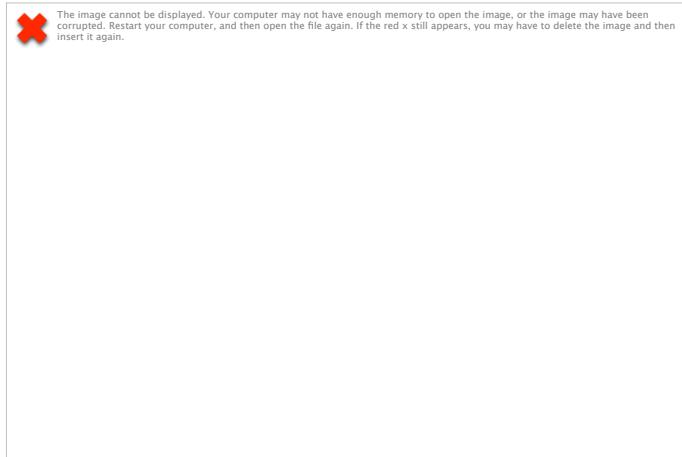 The image cannot be displayed. Your computer may not have enough memory to open the image, or the image may have been
corrupted. Restart your computer, and then open the file again. If the red x still appears, you may have to delete the image and then
insert it again.